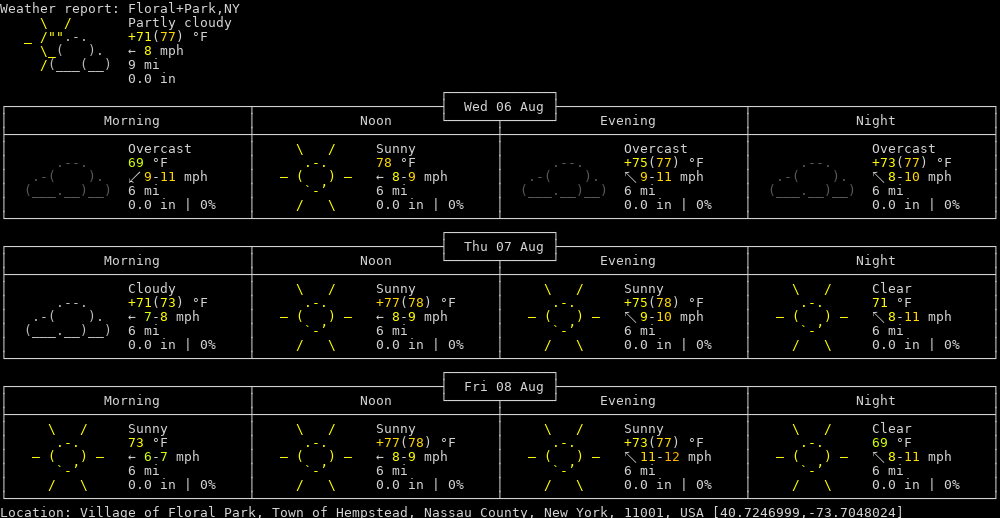 Weather report: Floral+Park,NY
Partly cloudy
+71(77) °F
← 8 mph
9 mi
0.0 in
Wed 06 Aug
Morning Noon Evening Night
Overcast Sunny Overcast Overcast
69 °F 78 °F +75(77) °F +73(77) °F
↙ 9-11 mph ← 8-9 mph ↖ 9-11 mph ↖ 8-10 mph
6 mi 6 mi 6 mi 6 mi
0.0 in | 0% 0.0 in | 0% 0.0 in | 0% 0.0 in | 0%
Thu 07 Aug
Morning Noon Evening Night
Cloudy Sunny Sunny Clear
+71(73) °F +77(78) °F +75(78) °F 71 °F
← 7-8 mph ← 8-9 mph ↖ 9-10 mph ↖ 8-11 mph
6 mi 6 mi 6 mi 6 mi
0.0 in | 0% 0.0 in | 0% 0.0 in | 0% 0.0 in | 0%
Fri 08 Aug
Morning Noon Evening Night
Sunny Sunny Sunny Clear
73 °F +77(78) °F +73(77) °F 69 °F
← 6-7 mph ← 8-9 mph ↖ 11-12 mph ↖ 8-11 mph
6 mi 6 mi 6 mi 6 mi
0.0 in | 0% 0.0 in | 0% 0.0 in | 0% 0.0 in | 0%
Location: Village of Floral Park, Town of Hempstead, Nassau County, New York, 11001, USA [40.7246999,-73.7048024]